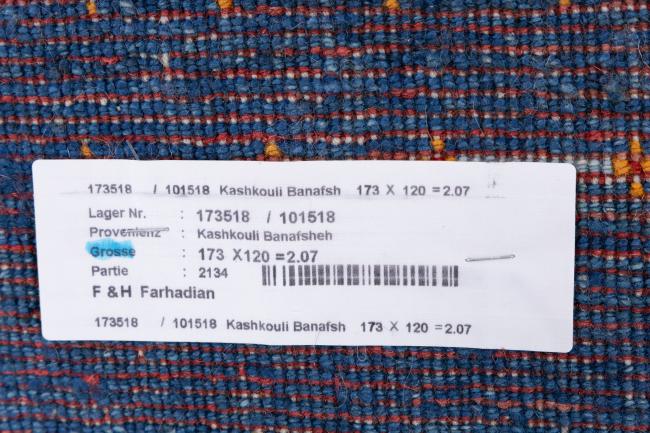 173518 / 101518 Kashkouli Banafsh 173 X 120 = 2.07
Lager Nr. : 173518 / 101518
Provenienz : Kashkouli Banafsheh
Grosse : 173 X120 =2.07
Partie : 2134
F & H Farhadian
173518 / 101518 Kashkouli Banafsh 173 X 120 = 2.07